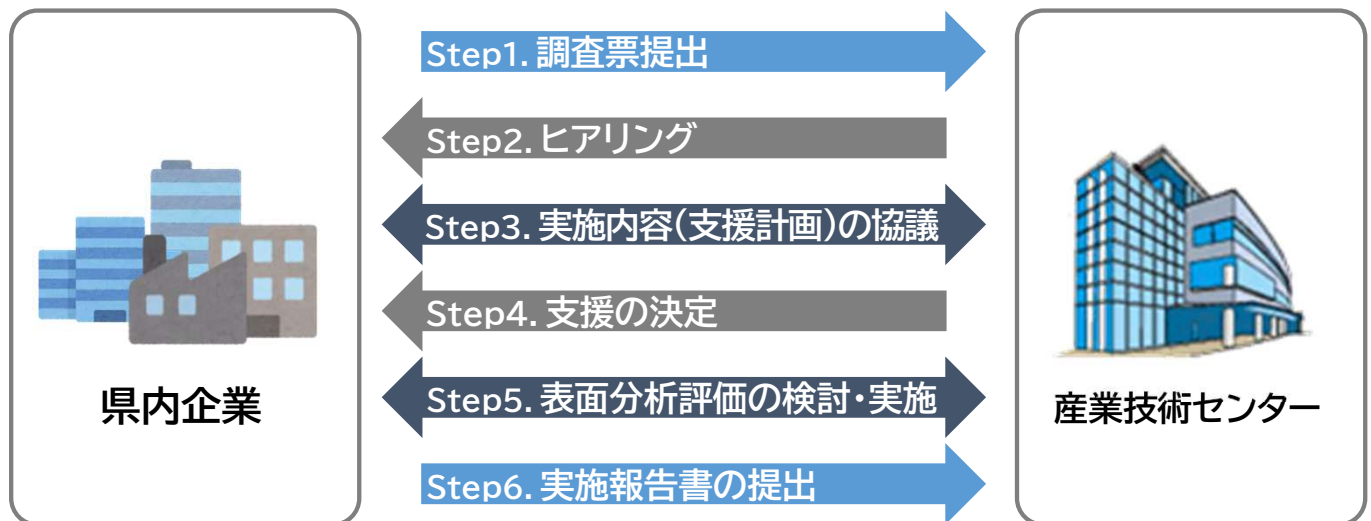 Step1.調査票提出
Step2.ヒアリング
Step3.実施内容(支援計画)の協議
Step4.支援の決定
Step5.表面分析評価の検討・実施
Step6.実施報告書の提出
県内企業
産業技術センター